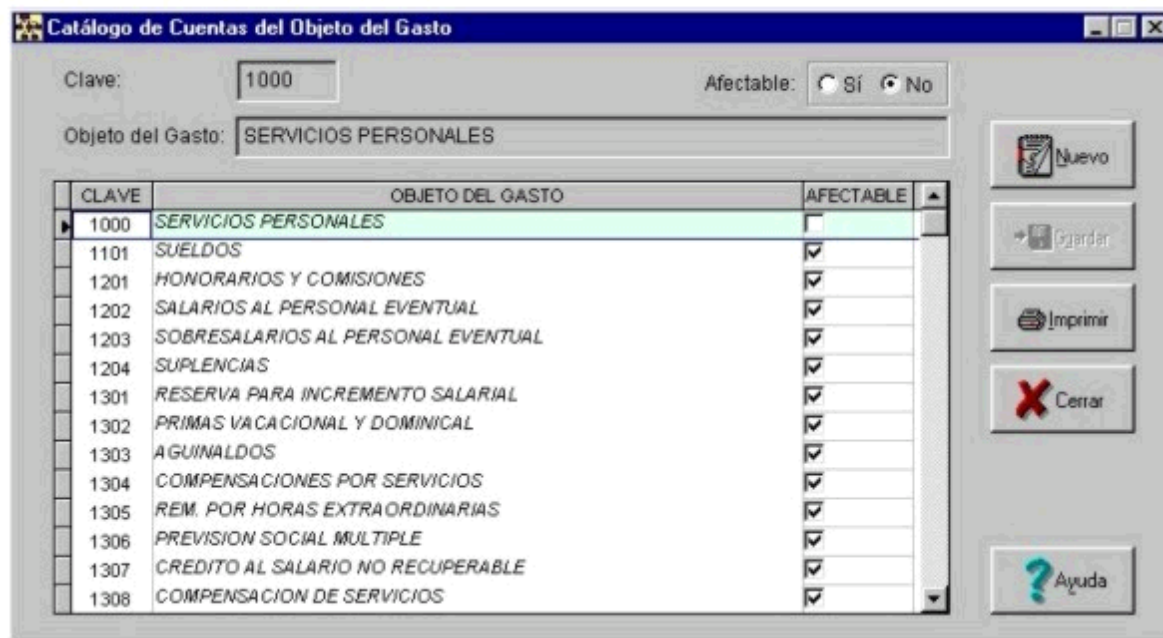 Catálogo de Cuentas del Objeto del Gasto
Clave: 1000 Afectable: Sí No
Objeto del Gasto: SERVICIOS PERSONALES
Nuevo
CLAVE OBJETO DEL GASTO AFECTABLE
1000 SERVICIOS PERSONALES
1101 SUELDOS
1201 HONORARIOS Y COMISIONES
1202 SALARIOS AL PERSONAL EVENTUAL
1203 SOBRESALARIOS AL PERSONAL EVENTUAL
1204 SUPLENCIAS
1301 RESERVA PARA INCREMENTO SALARIAL
1302 PRIMAS VACACIONAL Y DOMINICAL
1303 AGUINALDOS
1304 COMPENSACIONES POR SERVICIOS
1305 REM. POR HORAS EXTRAORDINARIAS
1306 PREVISION SOCIAL MULTIPLE
1307 CREDITO AL SALARIO NO RECUPERABLE
1308 COMPENSACION DE SERVICIOS
Guardar
Imprimir
Cerrar
Ayuda